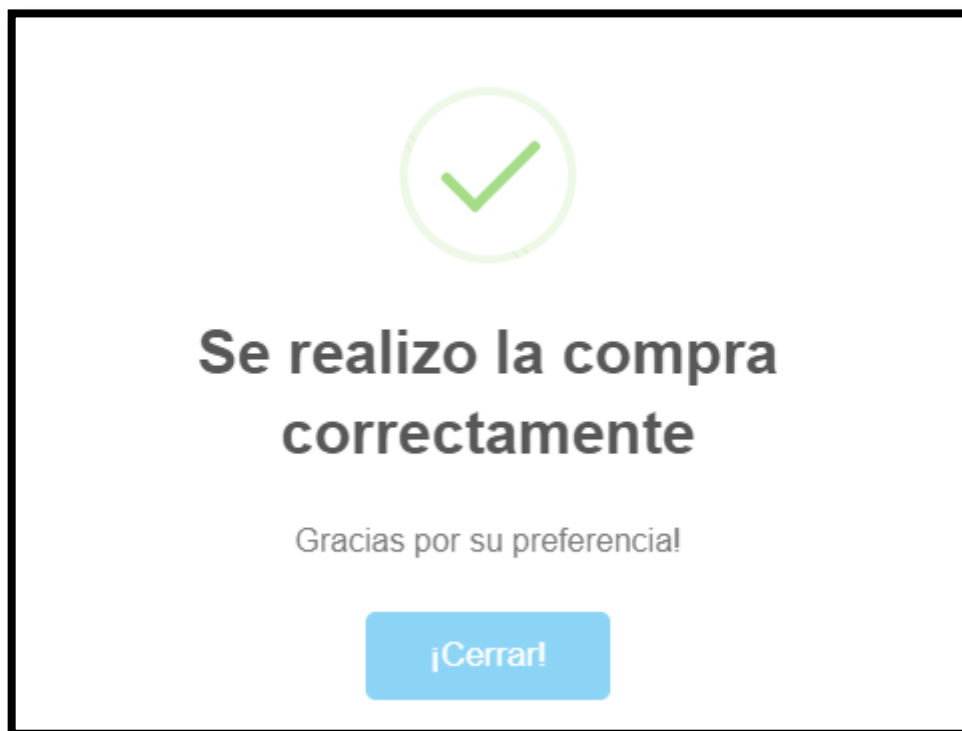 Se realizo la compra
correctamente
Gracias por su preferencia!
¡Cerrar!